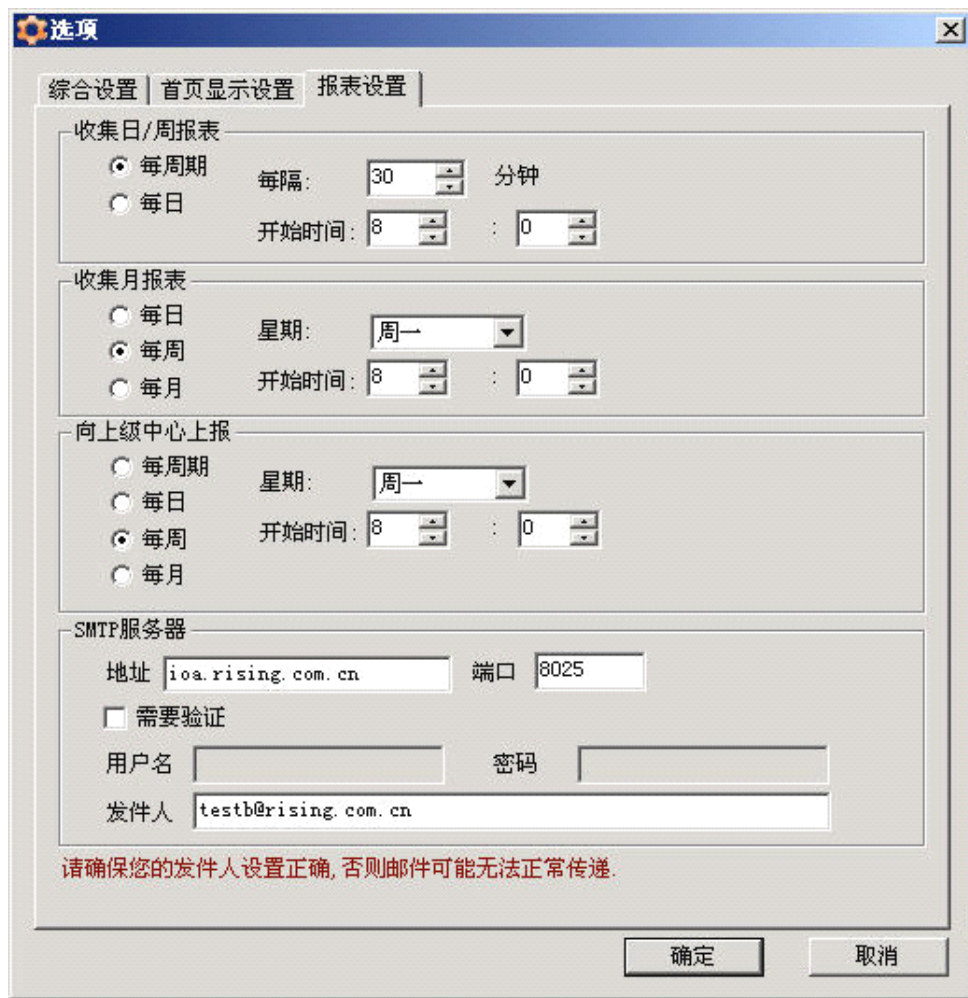 选项
综合设置 首页显示设置 报表设置
收集日/周报表
每周期 每隔: 30 分钟
每日
开始时间: 8 : 0
收集月报表
每日 星期: 周一
每周
每月 开始时间: 8 : 0
向上级中心上报
每周期 星期: 周一
每日
每周 开始时间: 8 : 0
每月
SMTP服务器
地址 ioa.rising.com.cn 端口 8025
需要验证
用户名 密码
发件人 testb@rising.com.cn
请确保您的发件人设置正确,否则邮件可能无法正常传递.
确定 取消